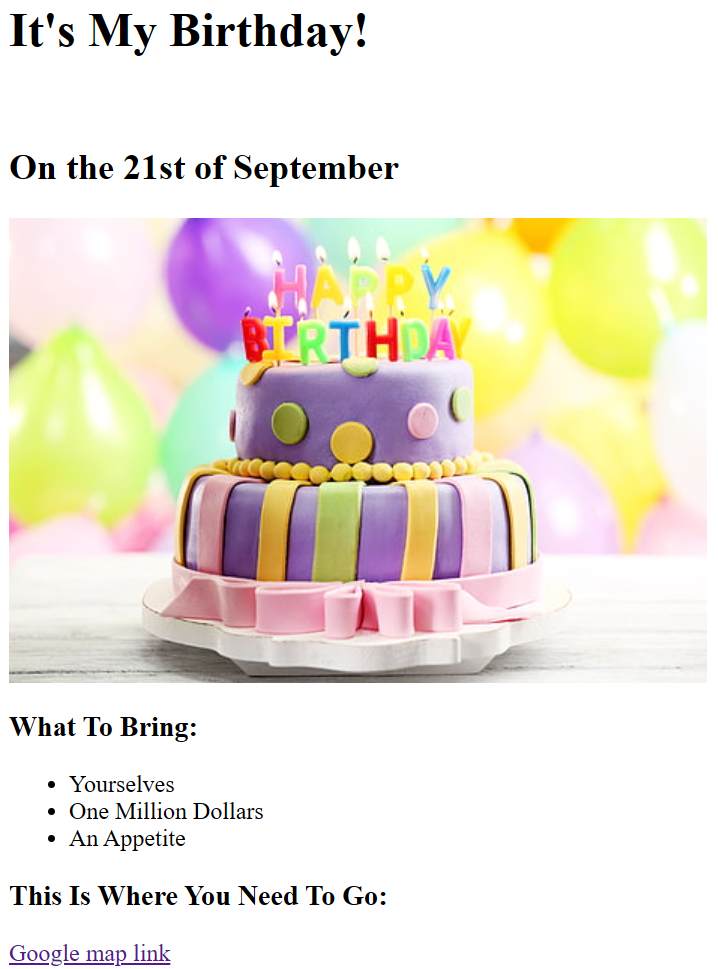 It's My Birthday!
On the 21st of September
HAPPY
BIRTHDAY
What To Bring:
Yourselves
One Million Dollars
An Appetite
This Is Where You Need To Go:
Google map link